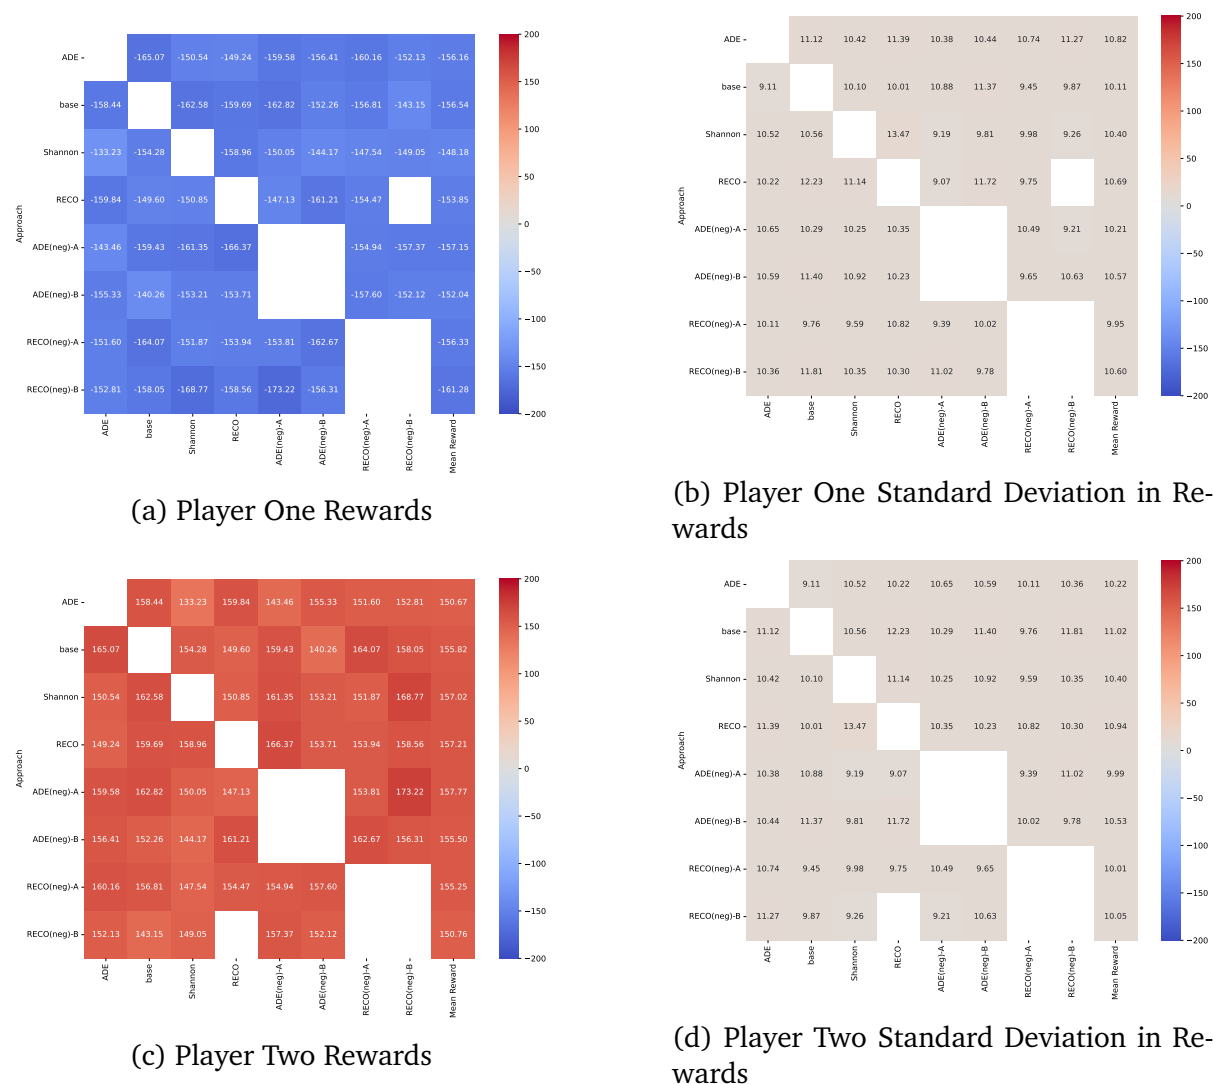 ADE -165.07 -150.54 -149.24 -159.58 -156.41 -160.16 -152.13 -156.16
base -158.44 -162.58 -159.69 -162.82 -152.26 -156.81 -143.15 -156.54
Shannon -133.23 -154.28 -158.96 -150.05 -144.17 -147.54 -149.05 -148.18
RECO -159.84 -149.60 -150.85 -147.13 -161.21 -154.47 -153.85
ADE(neg)-A -143.46 -159.43 -161.35 -166.37 -154.94 -157.37 -157.15
ADE(neg)-B -155.33 -140.26 -153.21 -153.71 -157.60 -152.12 -152.04
RECO(neg)-A -151.60 -164.07 -151.87 -153.94 -153.81 -162.67 -156.33
RECO(neg)-B -152.81 -158.05 -168.77 -158.56 -173.22 -156.31 -161.28
Approach
ADE base Shannon RECO ADE(neg)-A ADE(neg)-B RECO(neg)-A RECO(neg)-B Mean Reward
200
150
100
50
0
−50
−100
−150
−200
(a) Player One Rewards
ADE 11.12 10.42 11.39 10.38 10.44 10.74 11.27 10.82
base 9.11 10.10 10.01 10.88 11.37 9.45 9.87 10.11
Shannon 10.52 10.56 13.47 9.19 9.81 9.98 9.26 10.40
RECO 10.22 12.23 11.14 9.07 11.72 9.75 10.69
ADE(neg)-A 10.65 10.29 10.25 10.35 10.49 9.21 10.21
ADE(neg)-B 10.59 11.40 10.92 10.23 9.65 10.63 10.57
RECO(neg)-A 10.11 9.76 9.59 10.82 9.39 10.02 9.95
RECO(neg)-B 10.36 11.81 10.35 10.30 11.02 9.78 10.60
Approach
ADE base Shannon RECO ADE(neg)-A ADE(neg)-B RECO(neg)-A RECO(neg)-B Mean Reward
200
150
100
50
0
−50
−100
−150
−200
(b) Player One Standard Deviation in Re-
wards
ADE 158.44 133.23 159.84 143.46 155.33 151.60 152.81 150.67
base 165.07 154.28 149.60 159.43 140.26 164.07 158.05 155.82
Shannon 150.54 162.58 150.85 161.35 153.21 151.87 168.77 157.02
RECO 149.24 159.69 158.96 166.37 153.71 153.94 158.56 157.21
ADE(neg)-A 159.58 162.82 150.05 147.13 153.81 173.22 157.77
ADE(neg)-B 156.41 152.26 144.17 161.21 162.67 156.31 155.50
RECO(neg)-A 160.16 156.81 147.54 154.47 154.94 157.60 155.25
RECO(neg)-B 152.13 143.15 149.05 157.37 152.12 150.76
Approach
ADE base Shannon RECO ADE(neg)-A ADE(neg)-B RECO(neg)-A RECO(neg)-B Mean Reward
200
150
100
50
0
−50
−100
−150
−200
(c) Player Two Rewards
ADE 9.11 10.52 10.22 10.65 10.59 10.11 10.36 10.22
base 11.12 10.56 12.23 10.29 11.40 9.76 11.81 11.02
Shannon 10.42 10.10 11.14 10.25 10.92 9.59 10.35 10.40
RECO 11.39 10.01 13.47 10.35 10.23 10.82 10.30 10.94
ADE(neg)-A 10.38 10.88 9.19 9.07 9.39 11.02 9.99
ADE(neg)-B 10.44 11.37 9.81 11.72 10.02 9.78 10.53
RECO(neg)-A 10.74 9.45 9.98 9.75 10.49 9.65 10.01
RECO(neg)-B 11.27 9.87 9.26 9.21 10.63 10.05
Approach
ADE base Shannon RECO ADE(neg)-A ADE(neg)-B RECO(neg)-A RECO(neg)-B Mean Reward
200
150
100
50
0
−50
−100
−150
−200
(d) Player Two Standard Deviation in Re-
wards